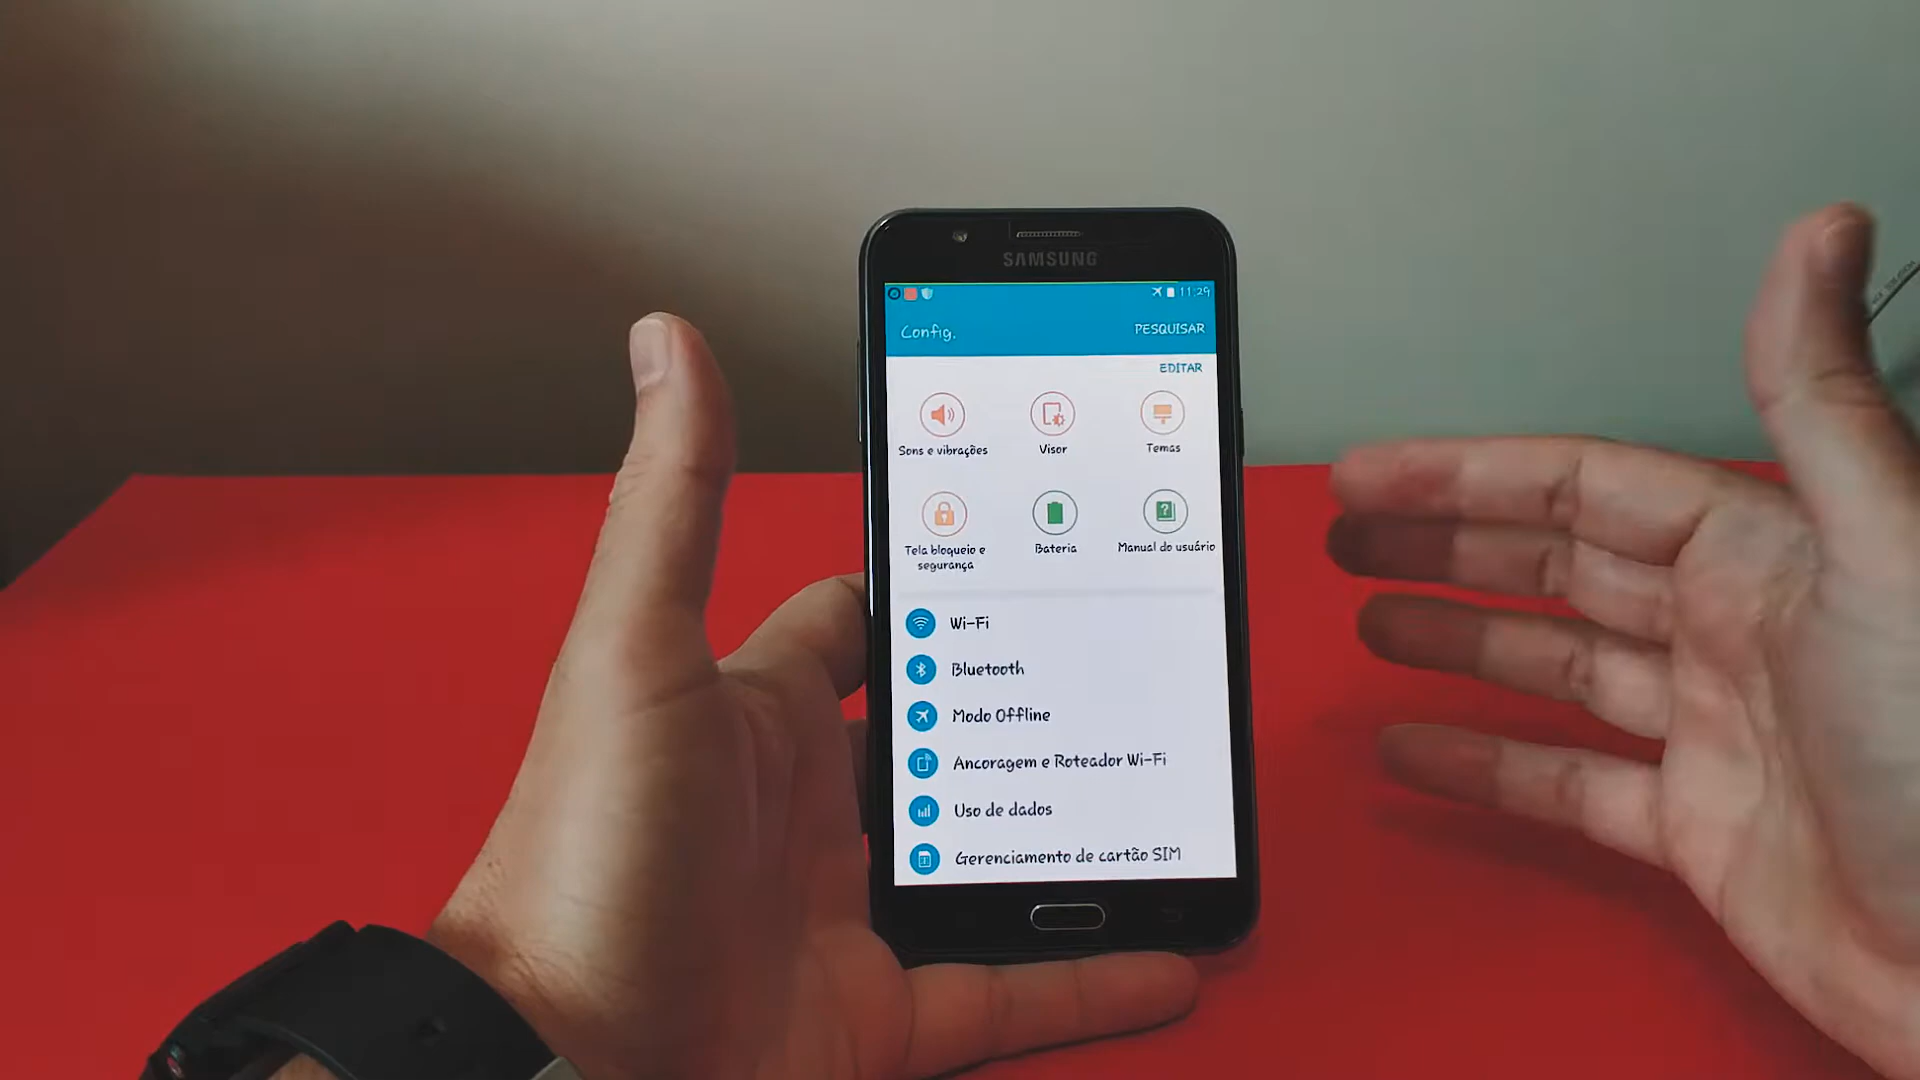 SAMSUNG
11:29
Config.
PESQUISAR
EDITAR
Sons e vibrações
Visor
Temas
Tela bloqueio e
segurança
Bateria
Manual do usuário
Wi-Fi
Bluetooth
Modo Offline
Ancoragem e Roteador Wi-Fi
Uso de dados
Gerenciamento de cartão SIM